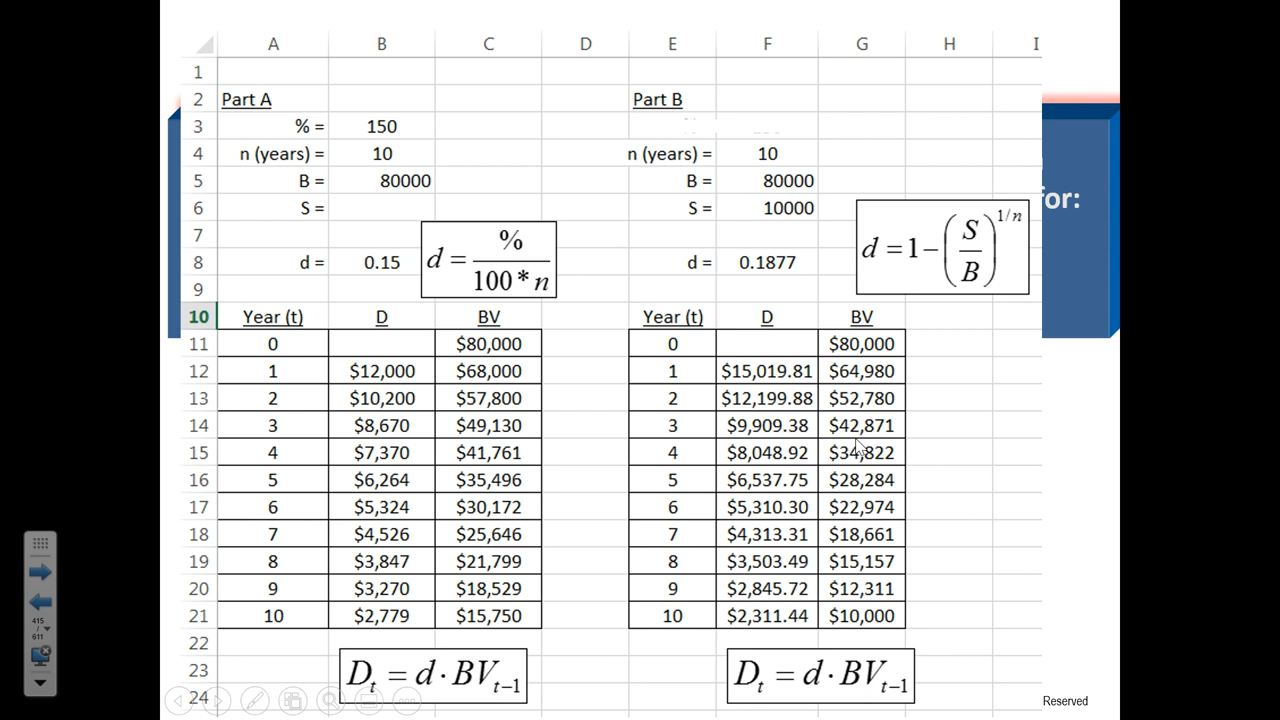 A B C D E F G H I
1
2 Part A Part B
3 % = 150
4 n (years) = 10 n (years) = 10
5 B = 80000 B = 80000
6 S = S = 10000
for:
7
8 d = 0.15 d = % / 100 * n d = 0.1877 d = 1 − (S / B)^1/n
9
10 Year (t) D BV Year (t) D BV
11 0 $80,000 0 $80,000
12 1 $12,000 $68,000 1 $15,019.81 $64,980
13 2 $10,200 $57,800 2 $12,199.88 $52,780
14 3 $8,670 $49,130 3 $9,909.38 $42,871
15 4 $7,370 $41,761 4 $8,048.92 $34,822
16 5 $6,264 $35,496 5 $6,537.75 $28,284
17 6 $5,324 $30,172 6 $5,310.30 $22,974
18 7 $4,526 $25,646 7 $4,313.31 $18,661
19 8 $3,847 $21,799 8 $3,503.49 $15,157
20 9 $3,270 $18,529 9 $2,845.72 $12,311
21 10 $2,779 $15,750 10 $2,311.44 $10,000
22
23 Dt = d · BVt−1 Dt = d · BVt−1
24
Reserved
415
/
611